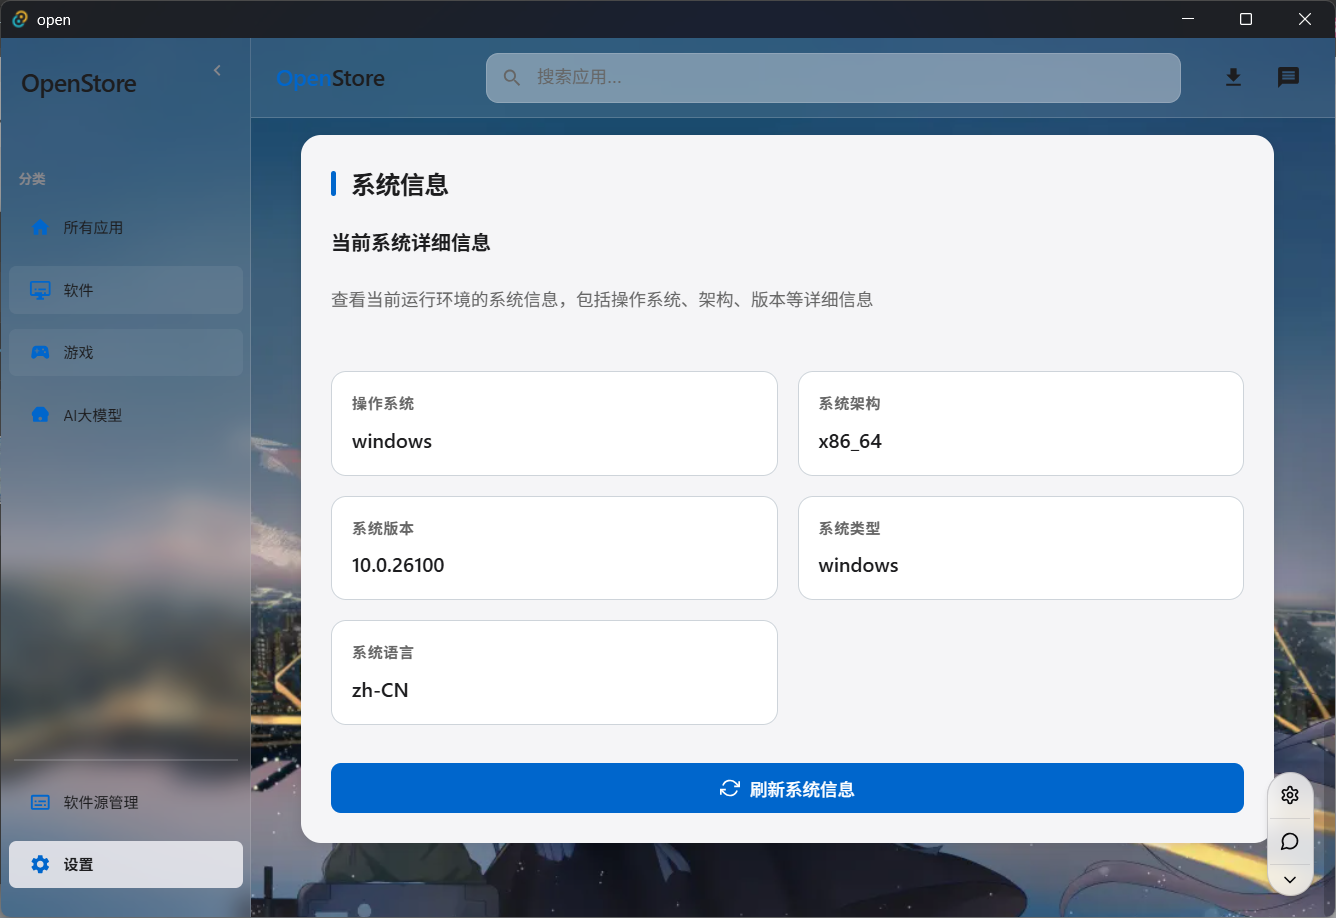 open
OpenStore
OpenStore
搜索应用...
分类
所有应用
软件
游戏
AI大模型
软件源管理
设置
系统信息
当前系统详细信息
查看当前运行环境的系统信息，包括操作系统、架构、版本等详细信息
操作系统
windows
系统架构
x86_64
系统版本
10.0.26100
系统类型
windows
系统语言
zh-CN
刷新系统信息